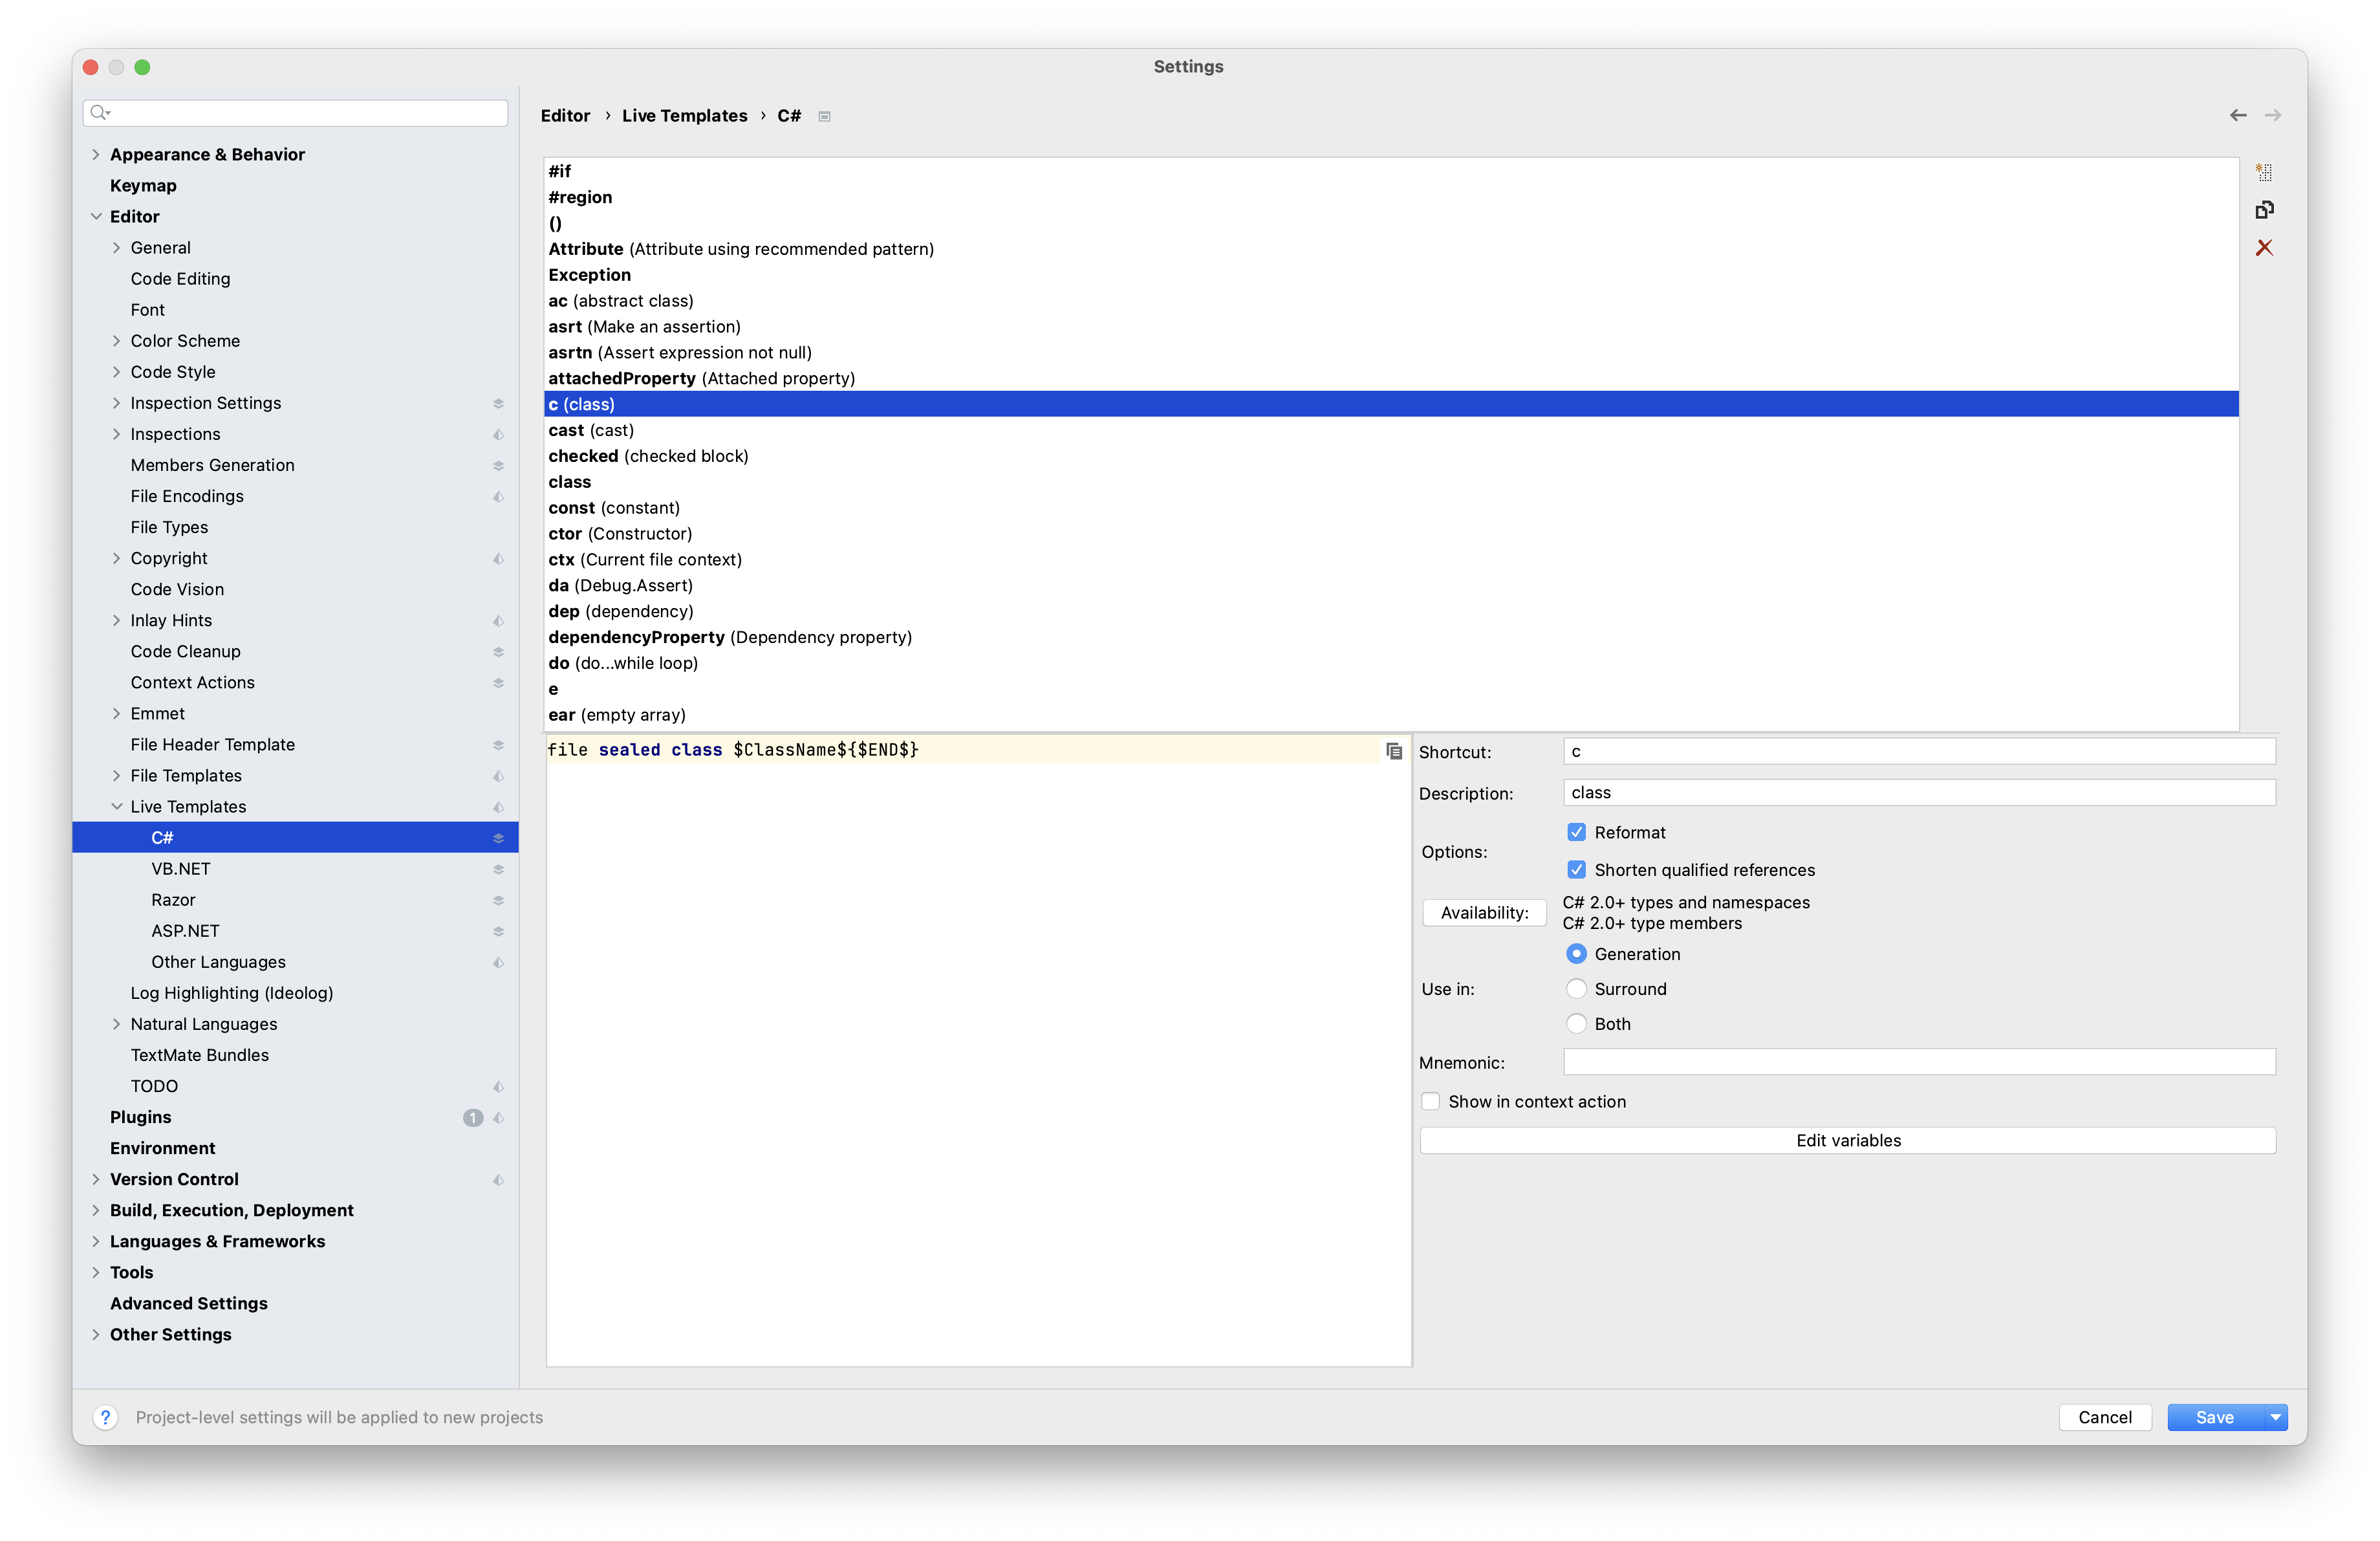 Settings
Appearance & Behavior
Keymap
Editor
General
Code Editing
Font
Color Scheme
Code Style
Inspection Settings
Inspections
Members Generation
File Encodings
File Types
Copyright
Code Vision
Inlay Hints
Code Cleanup
Context Actions
Emmet
File Header Template
File Templates
Live Templates
C#
VB.NET
Razor
ASP.NET
Other Languages
Log Highlighting (Ideolog)
Natural Languages
TextMate Bundles
TODO
Plugins 1
Environment
Version Control
Build, Execution, Deployment
Languages & Frameworks
Tools
Advanced Settings
Other Settings
Editor › Live Templates › C#
#if
#region
()
Attribute (Attribute using recommended pattern)
Exception
ac (abstract class)
asrt (Make an assertion)
asrtn (Assert expression not null)
attachedProperty (Attached property)
c (class)
cast (cast)
checked (checked block)
class
const (constant)
ctor (Constructor)
ctx (Current file context)
da (Debug.Assert)
dep (dependency)
dependencyProperty (Dependency property)
do (do...while loop)
e
ear (empty array)
file sealed class $ClassName${$END$}
Shortcut: c
Description: class
Options:
Reformat
Shorten qualified references
Availability:
C# 2.0+ types and namespaces
C# 2.0+ type members
Use in:
Generation
Surround
Both
Mnemonic:
Show in context action
Edit variables
? Project-level settings will be applied to new projects
Cancel
Save